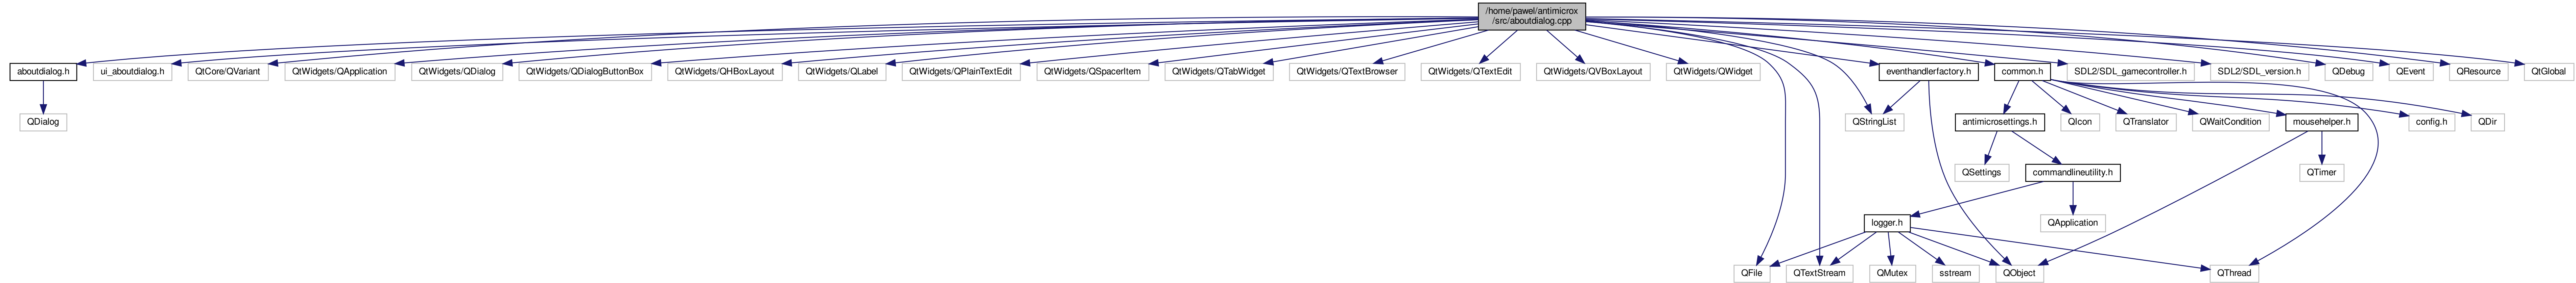 /home/pawel/antimicrox
/src/aboutdialog.cpp
aboutdialog.h
ui_aboutdialog.h
QtCore/QVariant
QtWidgets/QApplication
QtWidgets/QDialog
QtWidgets/QDialogButtonBox
QtWidgets/QHBoxLayout
QtWidgets/QLabel
QtWidgets/QPlainTextEdit
QtWidgets/QSpacerItem
QtWidgets/QTabWidget
QtWidgets/QTextBrowser
QtWidgets/QTextEdit
QtWidgets/QVBoxLayout
QtWidgets/QWidget
eventhandlerfactory.h
common.h
SDL2/SDL_gamecontroller.h
SDL2/SDL_version.h
QDebug
QEvent
QResource
QtGlobal
QDialog
QStringList
antimicrosettings.h
QIcon
QTranslator
QWaitCondition
mousehelper.h
config.h
QDir
QSettings
commandlineutility.h
QTimer
logger.h
QApplication
QFile
QTextStream
QMutex
sstream
QObject
QThread